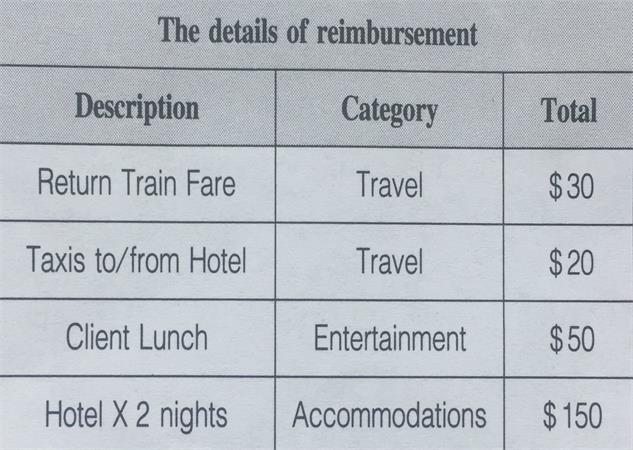 The details of reimbursement
Description Category Total
Return Train Fare Travel $30
Taxis to/from Hotel Travel $20
Client Lunch Entertainment $50
Hotel X 2 nights Accommodations $150